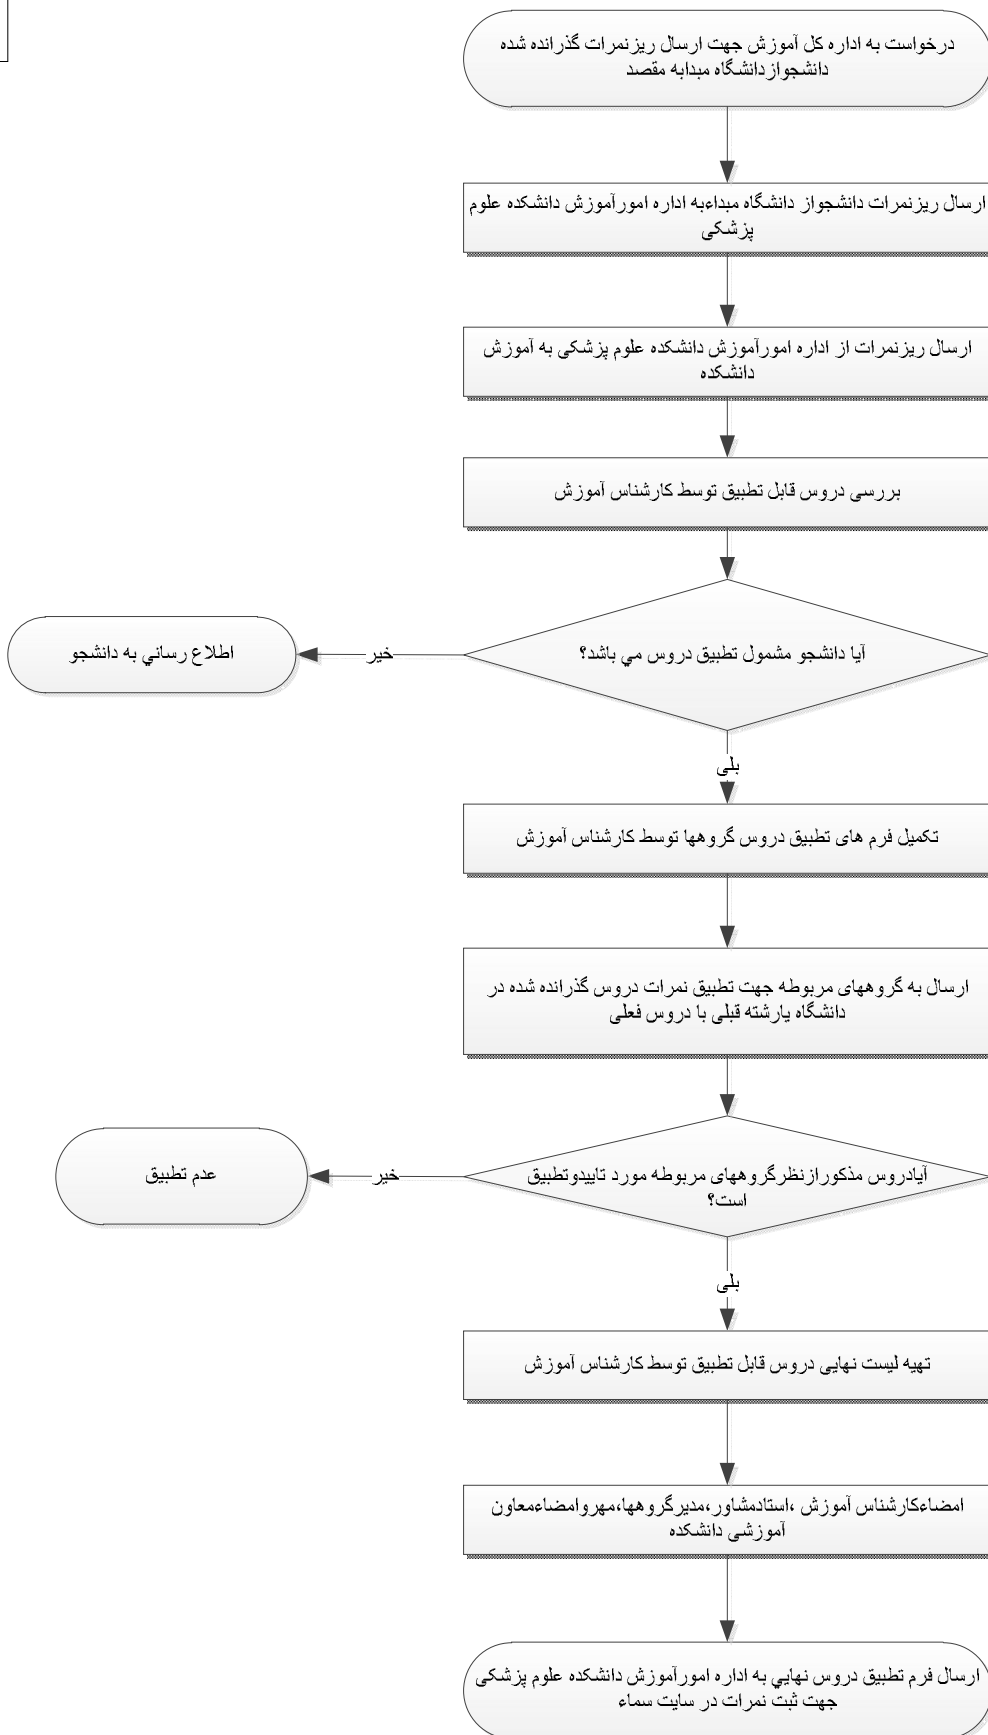 درخواست به اداره کل آموزش جهت ارسال ریزنمرات گذرانده شده
دانشجوازدانشگاه مبدابه مقصد
ارسال ریزنمرات دانشجواز دانشگاه مبداءبه اداره امورآموزش دانشکده علوم
پزشکی
ارسال ریزنمرات از اداره امورآموزش دانشکده علوم پزشکی به آموزش
دانشکده
بررسی دروس قابل تطبیق توسط کارشناس آموزش
آیا دانشجو مشمول تطبیق دروس مي باشد؟
خیر
اطلاع رساني به دانشجو
بلی
تکمیل فرم های تطبیق دروس گروهها توسط کارشناس آموزش
ارسال به گروههای مربوطه جهت تطبیق نمرات دروس گذرانده شده در
دانشگاه یارشته قبلی با دروس فعلی
آیادروس مذکورازنظرگروههای مربوطه مورد تاییدوتطبیق
است؟
خیر
عدم تطبیق
بلی
تهیه لیست نهایی دروس قابل تطبیق توسط کارشناس آموزش
امضاءکارشناس آموزش ،استادمشاور،مدیرگروهها،مهروامضاءمعاون
آموزشی دانشکده
ارسال فرم تطبیق دروس نهایي به اداره امورآموزش دانشکده علوم پزشکی
جهت ثبت نمرات در سایت سماء